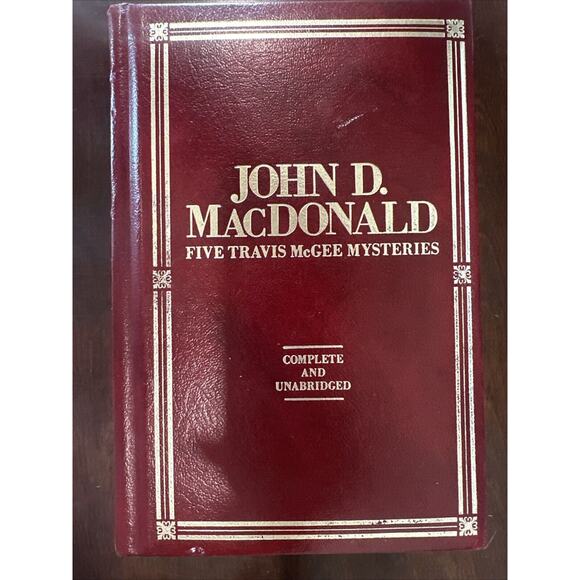 JOHN D.
MACDONALD
FIVE TRAVIS McGEE MYSTERIES
COMPLETE
AND
UNABRIDGED